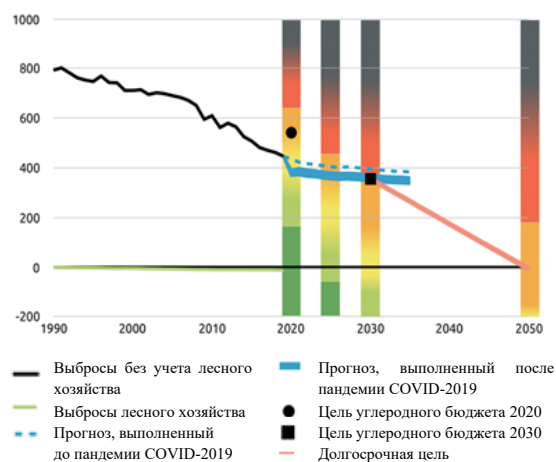 1000
800
600
400
200
0
-200
1990 2000 2010 2020 2030 2040 2050
Выбросы без учета лесного
хозяйства
Выбросы лесного хозяйства
Прогноз, выполненный
до пандемии COVID-2019
Прогноз, выполненный после
пандемии COVID-2019
Цель углеродного бюджета 2020
Цель углеродного бюджета 2030
Долгосрочная цель